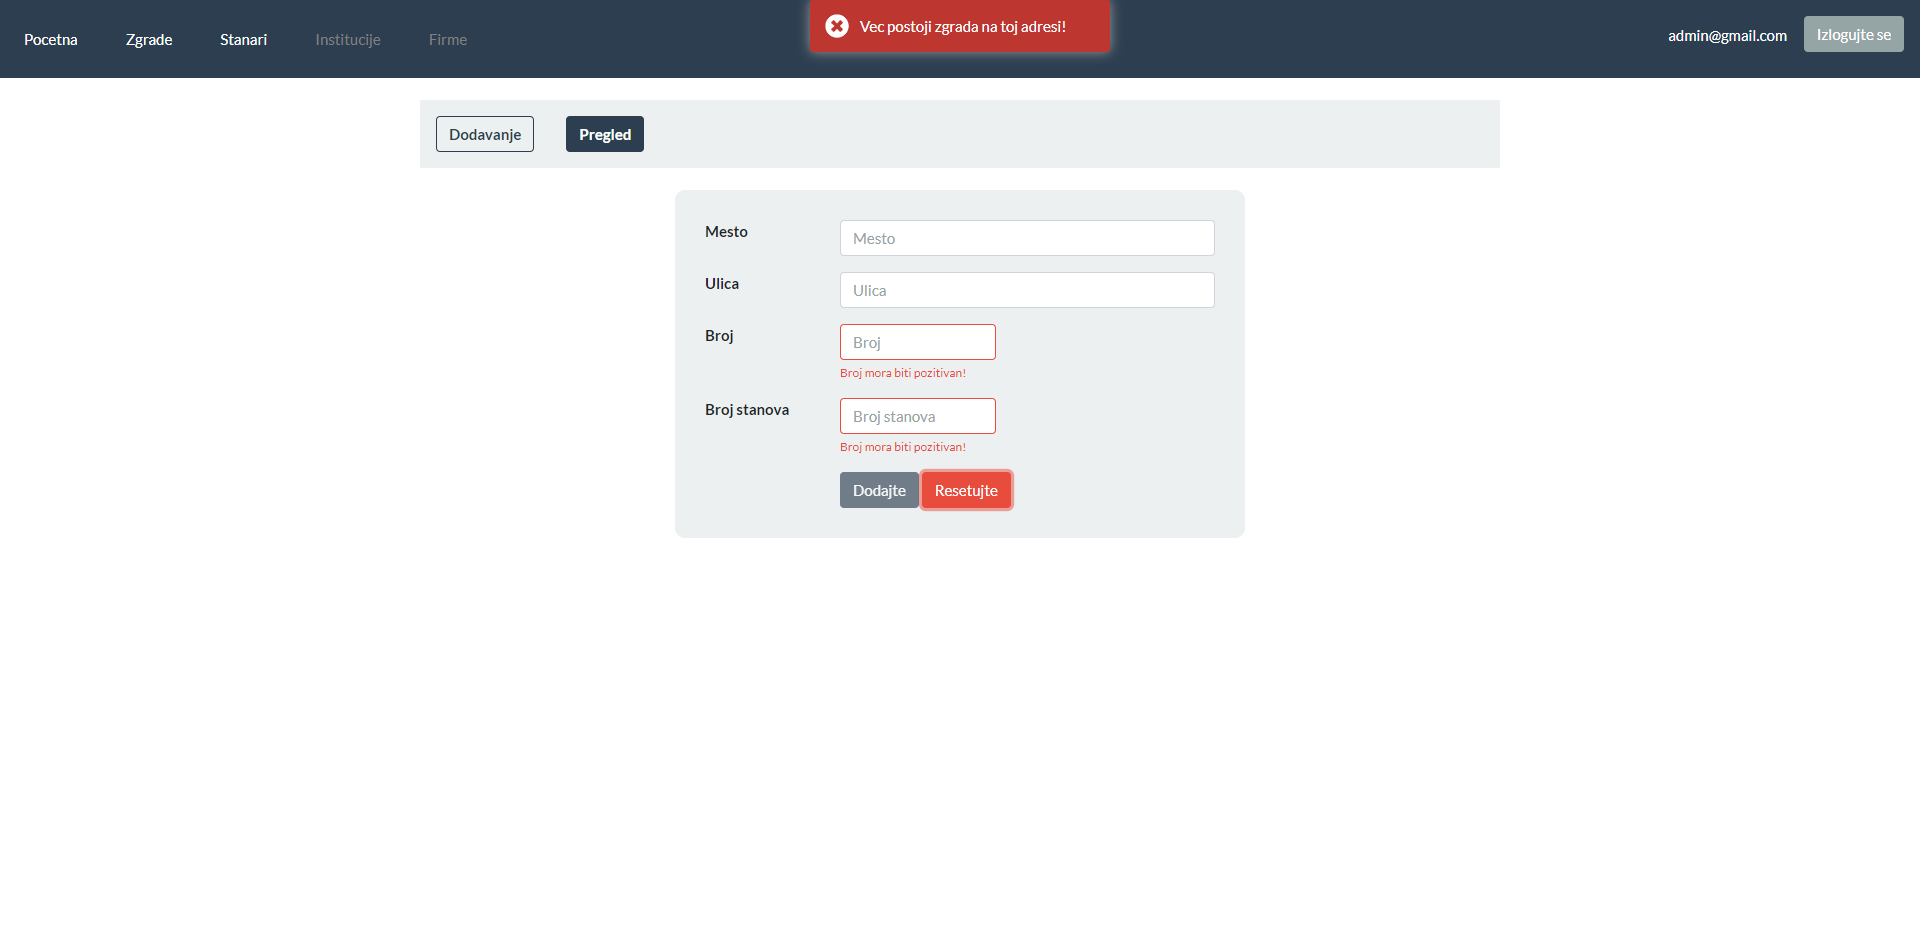 Pocetna
Zgrade
Stanari
Institucije
Firme
Vec postoji zgrada na toj adresi!
admin@gmail.com
Izlogujte se
Dodavanje
Pregled
Mesto
Mesto
Ulica
Ulica
Broj
Broj
Broj mora biti pozitivan!
Broj stanova
Broj stanova
Broj mora biti pozitivan!
Dodajte
Resetujte